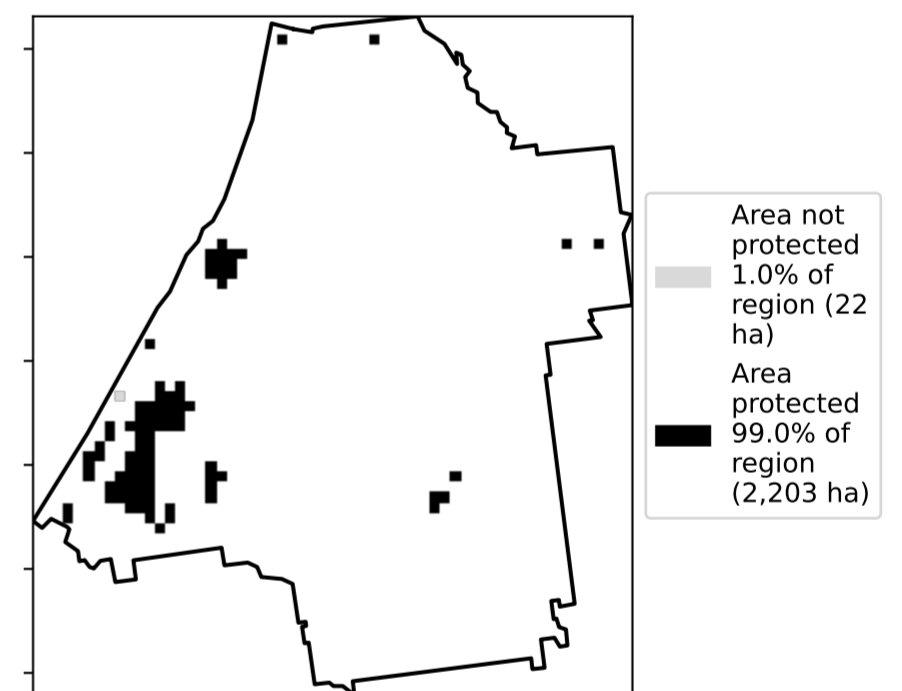 Area not
protected
1.0% of
region (22
ha)
Area
protected
99.0% of
region
(2,203 ha)